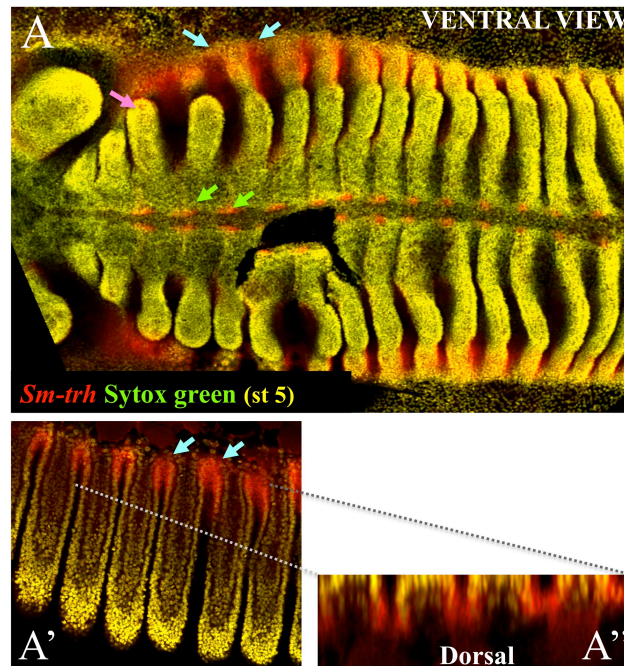 A
VENTRAL VIEW
Sm-trh Sytox green (st 5)
A'
Dorsal
A''